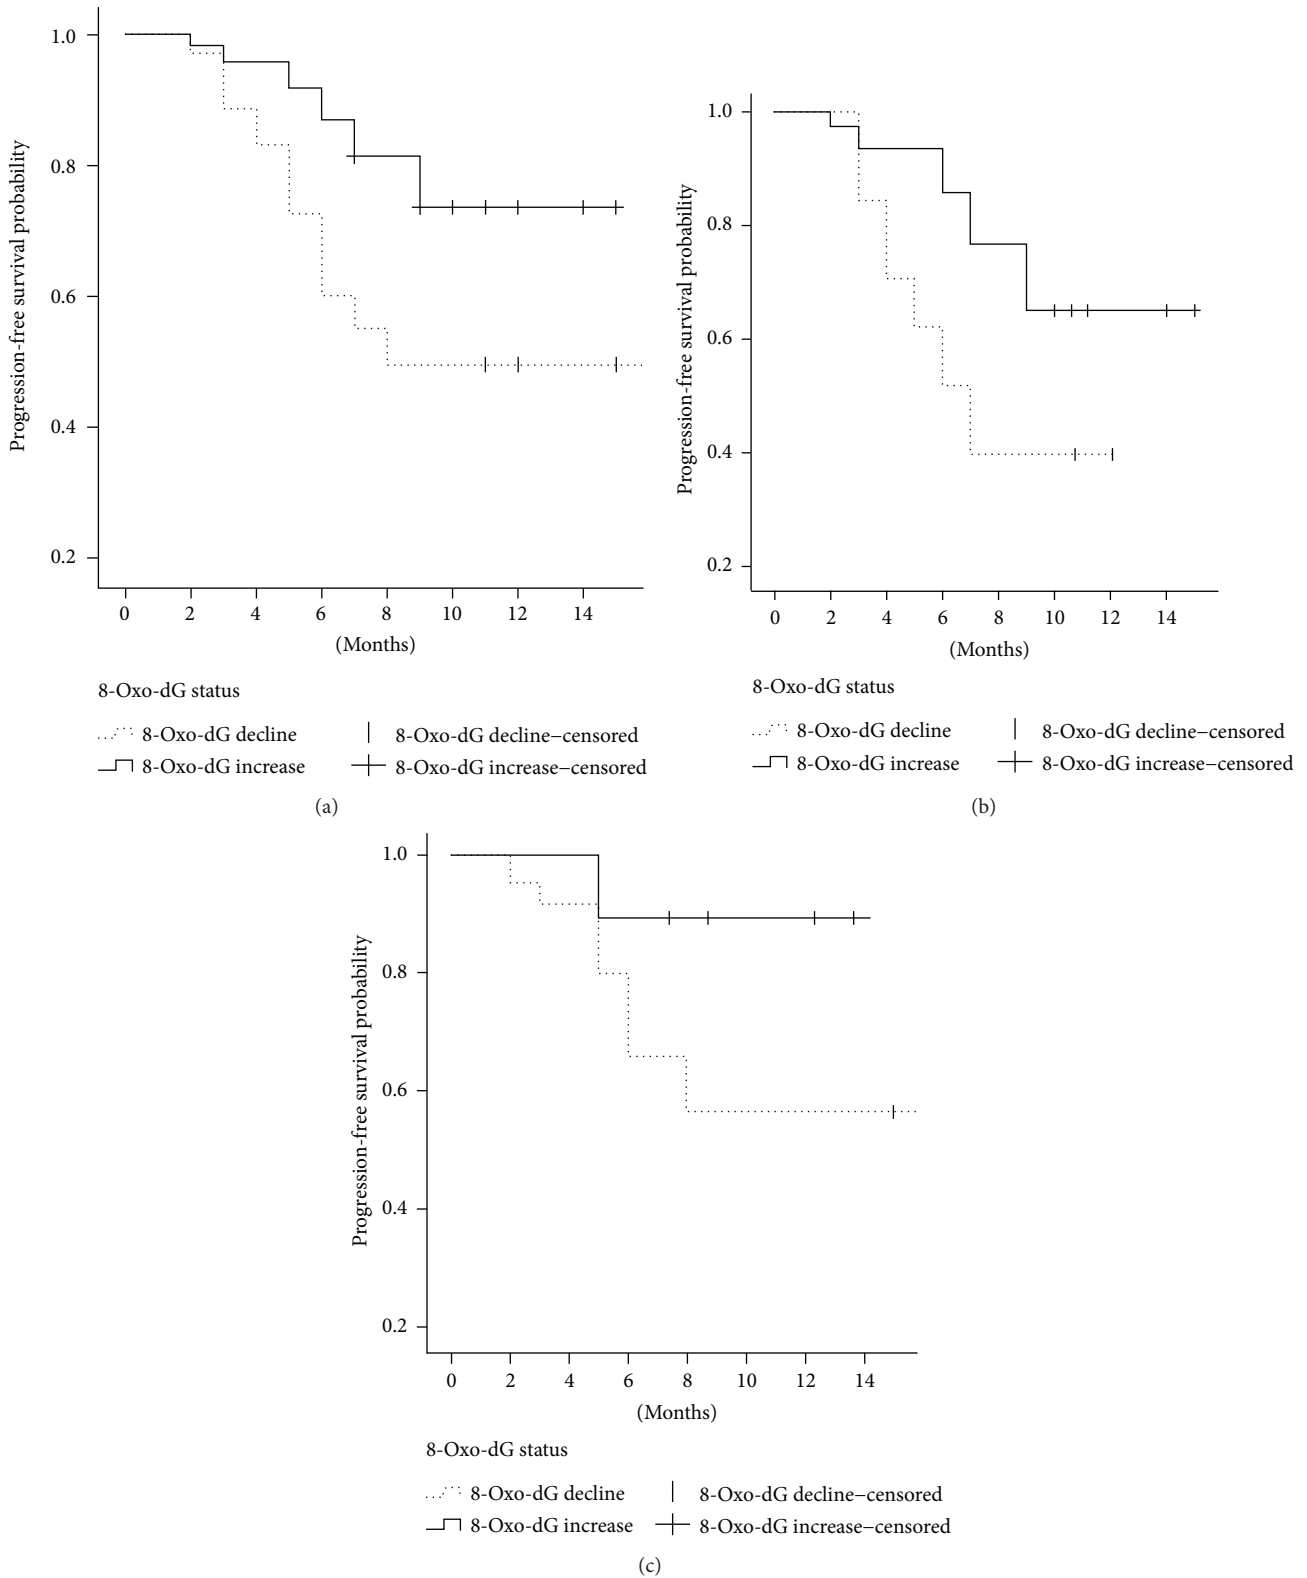 Progression-free survival probability
1.0
0.8
0.6
0.4
0.2
0 2 4 6 8 10 12 14
(Months)
8-Oxo-dG status
8-Oxo-dG decline 8-Oxo-dG decline−censored
8-Oxo-dG increase 8-Oxo-dG increase−censored
(a)
Progression-free survival probability
1.0
0.8
0.6
0.4
0.2
0 2 4 6 8 10 12 14
(Months)
8-Oxo-dG status
8-Oxo-dG decline 8-Oxo-dG decline−censored
8-Oxo-dG increase 8-Oxo-dG increase−censored
(b)
Progression-free survival probability
1.0
0.8
0.6
0.4
0.2
0 2 4 6 8 10 12 14
(Months)
8-Oxo-dG status
8-Oxo-dG decline 8-Oxo-dG decline−censored
8-Oxo-dG increase 8-Oxo-dG increase−censored
(c)